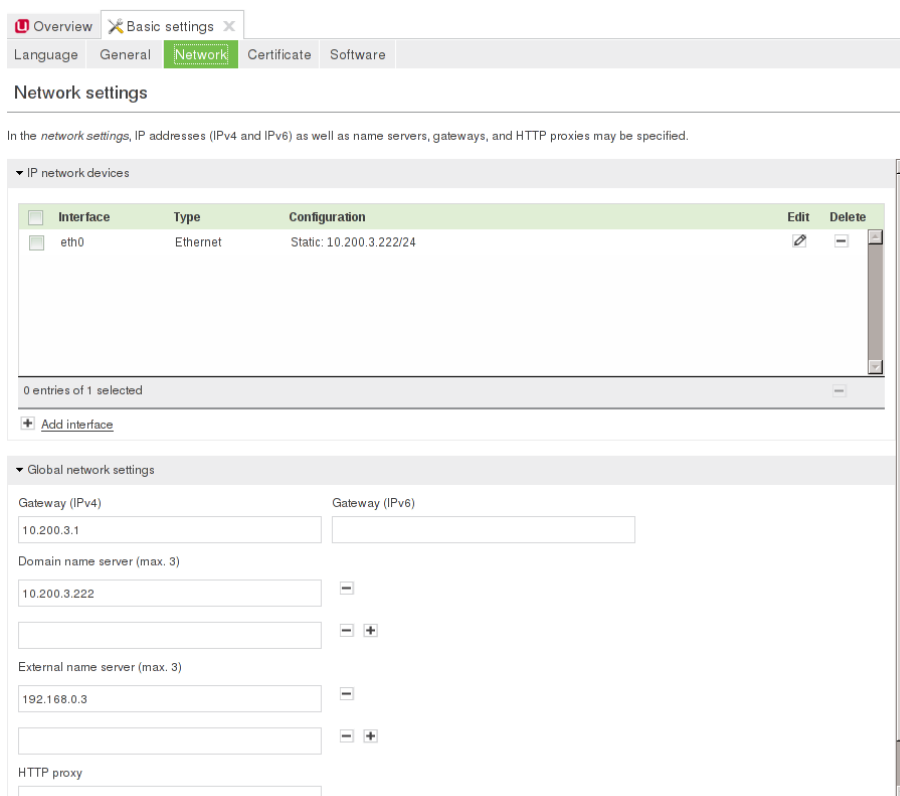 Overview Basic settings
Language General Network Certificate Software
Network settings
In the network settings, IP addresses (IPv4 and IPv6) as well as name servers, gateways, and HTTP proxies may be specified.
IP network devices
Interface Type Configuration Edit Delete
eth0 Ethernet Static: 10.200.3.222/24
0 entries of 1 selected
Add interface
Global network settings
Gateway (IPv4) Gateway (IPv6)
10.200.3.1
Domain name server (max. 3)
10.200.3.222
External name server (max. 3)
192.168.0.3
HTTP proxy